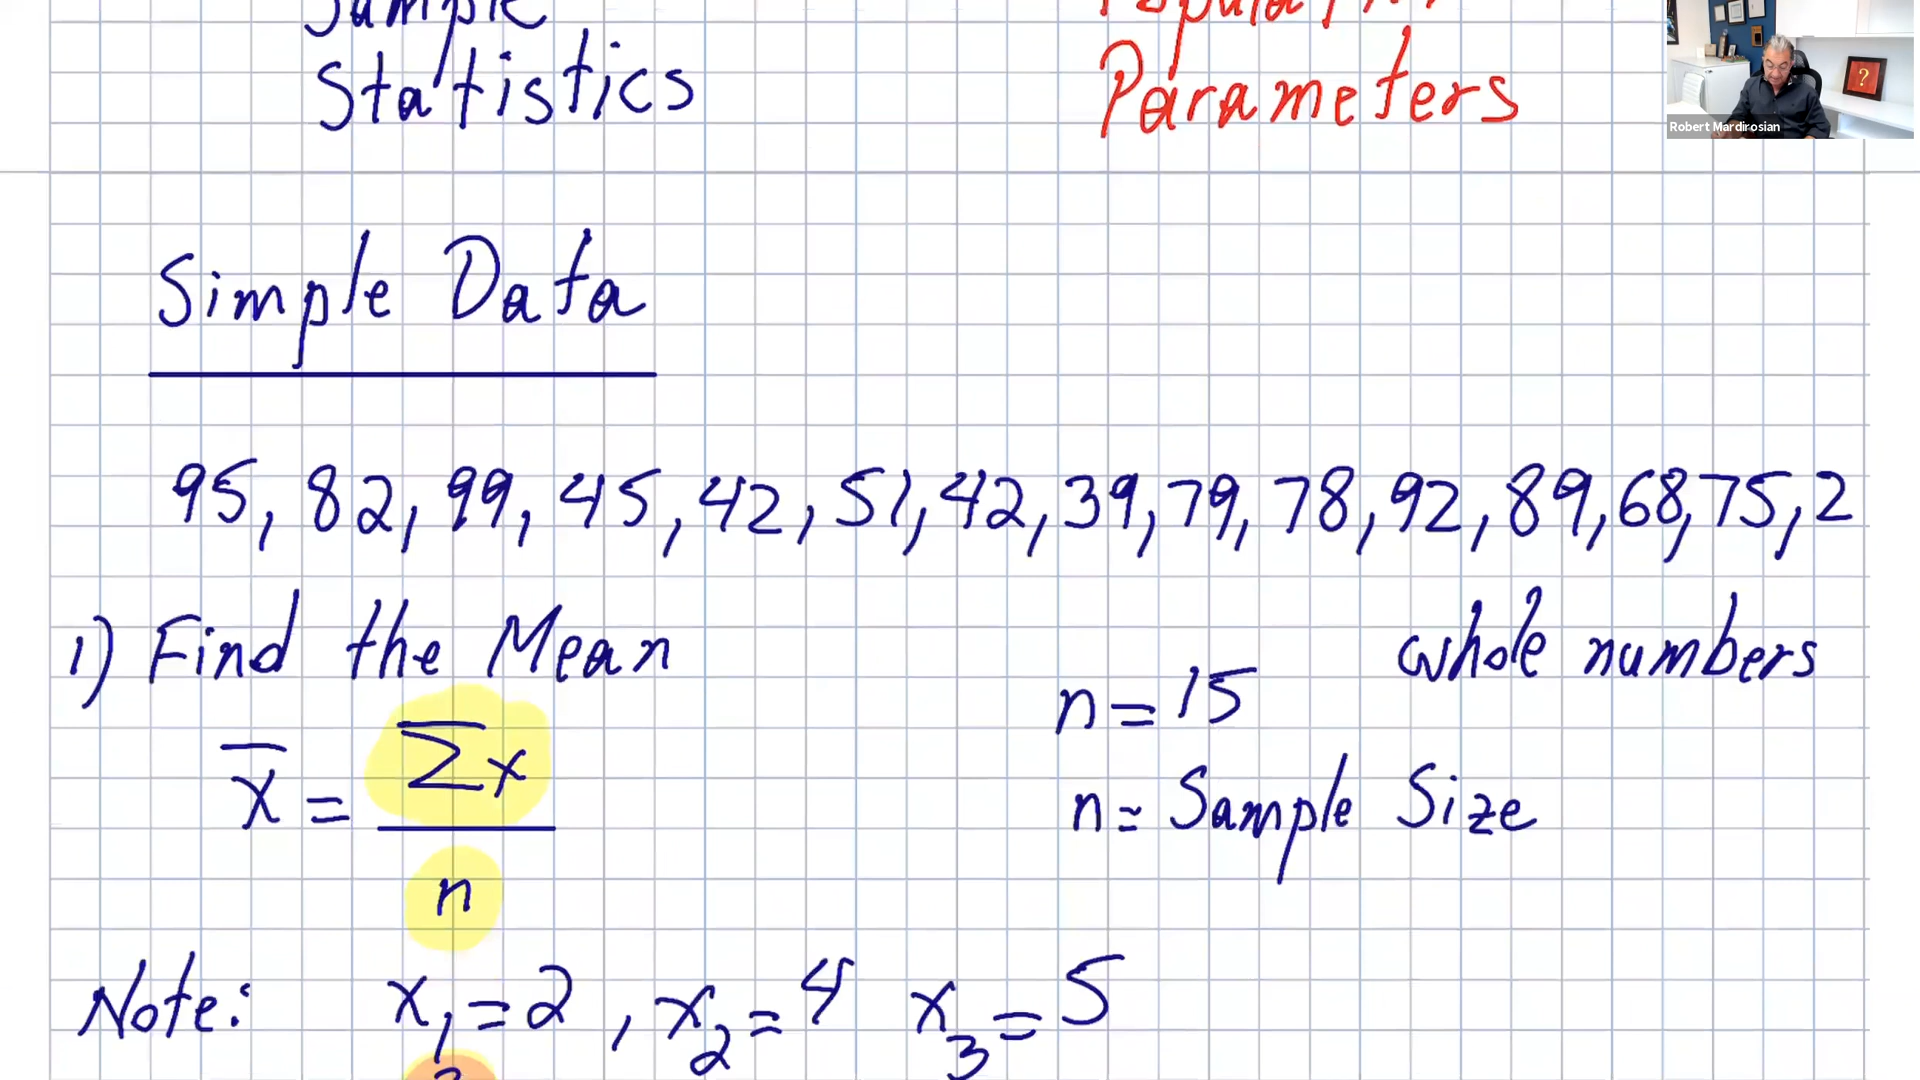 Sample Population
Statistics Parameters
Robert Mardirosian
Simple Data
95, 82, 99, 45, 42, 51, 42, 39, 79, 78, 92, 89, 68, 75, 2
1) Find the Mean
whole numbers
n = 15
x̄ = Σx / n
n = Sample Size
Note: x₁ = 2, x₂ = 4 x₃ = 5
?